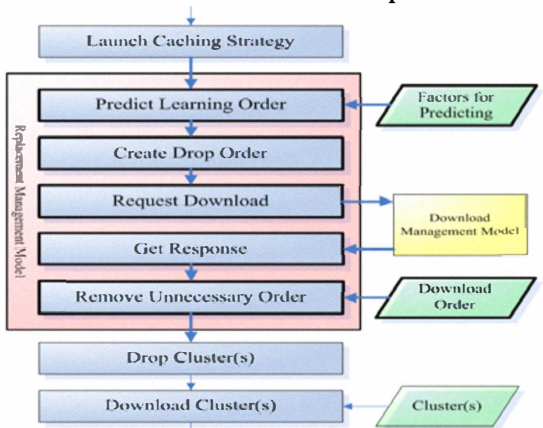 Launch Caching Strategy
Replacement Management Model
Predict Learning Order
Factors for
Predicting
Create Drop Order
Request Download
Download
Management Model
Get Response
Remove Unnecessary Order
Download
Order
Drop Cluster(s)
Download Cluster(s)
Cluster(s)